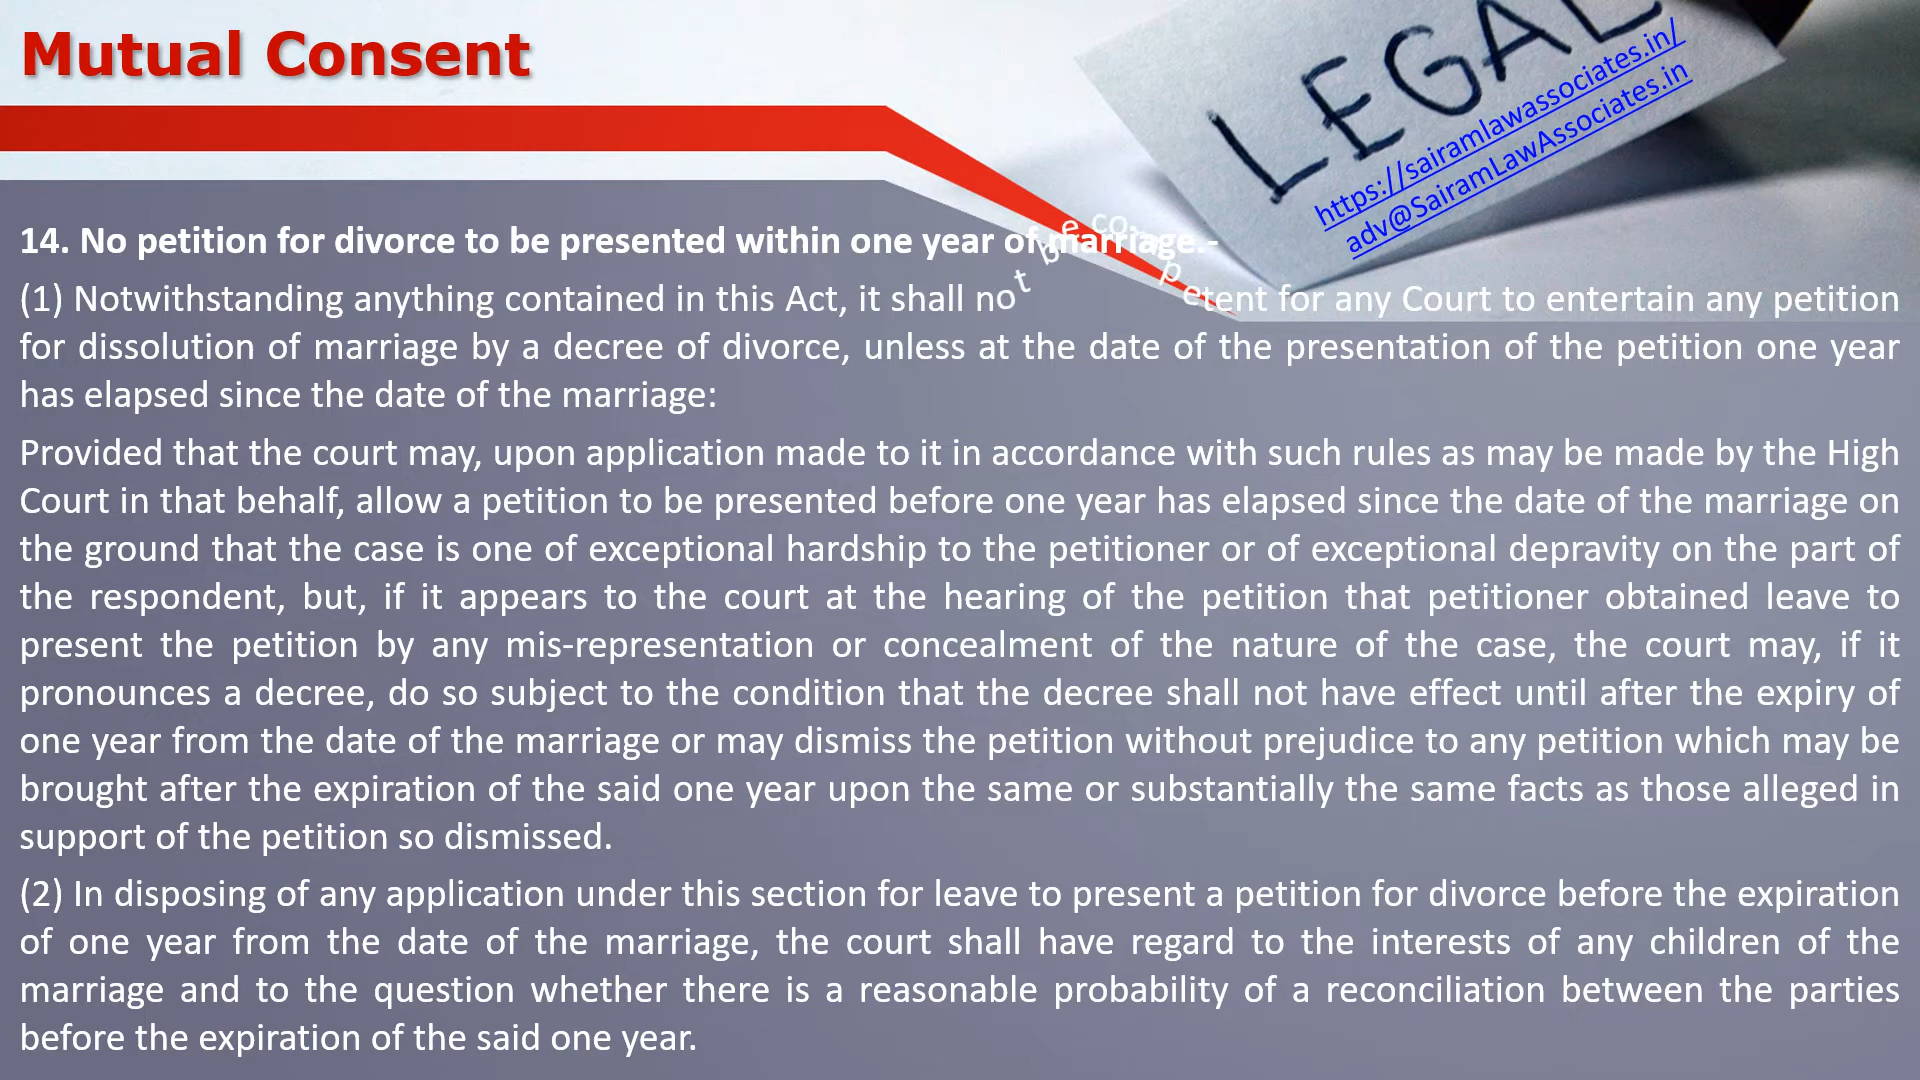 Mutual Consent
LEGAL
https://sairamlawassociates.in/
adv@SairamLawAssociates.in
14. No petition for divorce to be presented within one year of marriage.-
(1) Notwithstanding anything contained in this Act, it shall not be competent for any Court to entertain any petition
for dissolution of marriage by a decree of divorce, unless at the date of the presentation of the petition one year
has elapsed since the date of the marriage:
Provided that the court may, upon application made to it in accordance with such rules as may be made by the High
Court in that behalf, allow a petition to be presented before one year has elapsed since the date of the marriage on
the ground that the case is one of exceptional hardship to the petitioner or of exceptional depravity on the part of
the respondent, but, if it appears to the court at the hearing of the petition that petitioner obtained leave to
present the petition by any mis-representation or concealment of the nature of the case, the court may, if it
pronounces a decree, do so subject to the condition that the decree shall not have effect until after the expiry of
one year from the date of the marriage or may dismiss the petition without prejudice to any petition which may be
brought after the expiration of the said one year upon the same or substantially the same facts as those alleged in
support of the petition so dismissed.
(2) In disposing of any application under this section for leave to present a petition for divorce before the expiration
of one year from the date of the marriage, the court shall have regard to the interests of any children of the
marriage and to the question whether there is a reasonable probability of a reconciliation between the parties
before the expiration of the said one year.